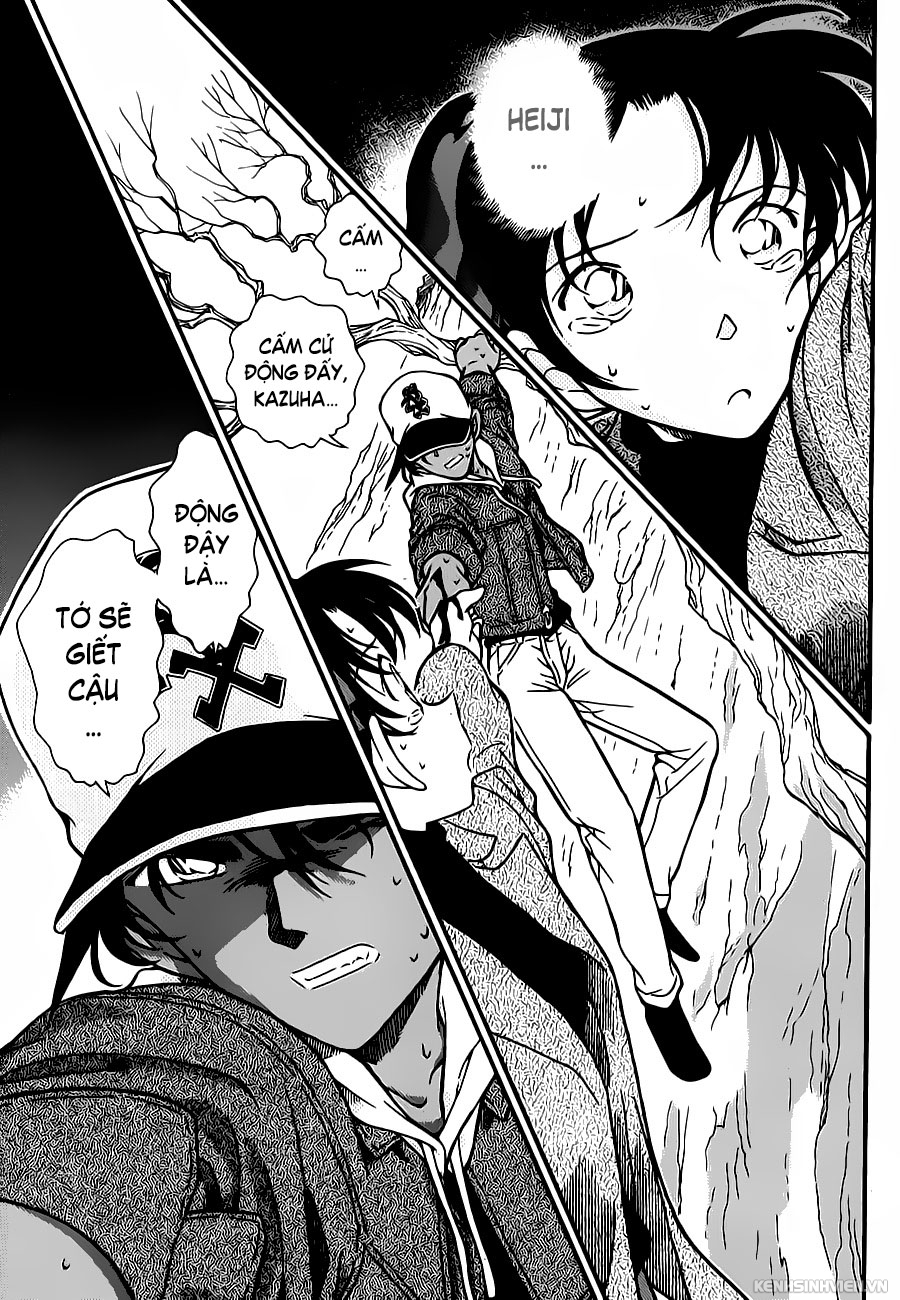 HEIJI
...
CẤM
...
CẤM CỬ
ĐỘNG ĐẤY,
KAZUHA...
ĐỘNG
ĐẬY
LÀ...
TỚ SẼ
GIẾT
CẬU
...
KENHSINHVIEN.VN